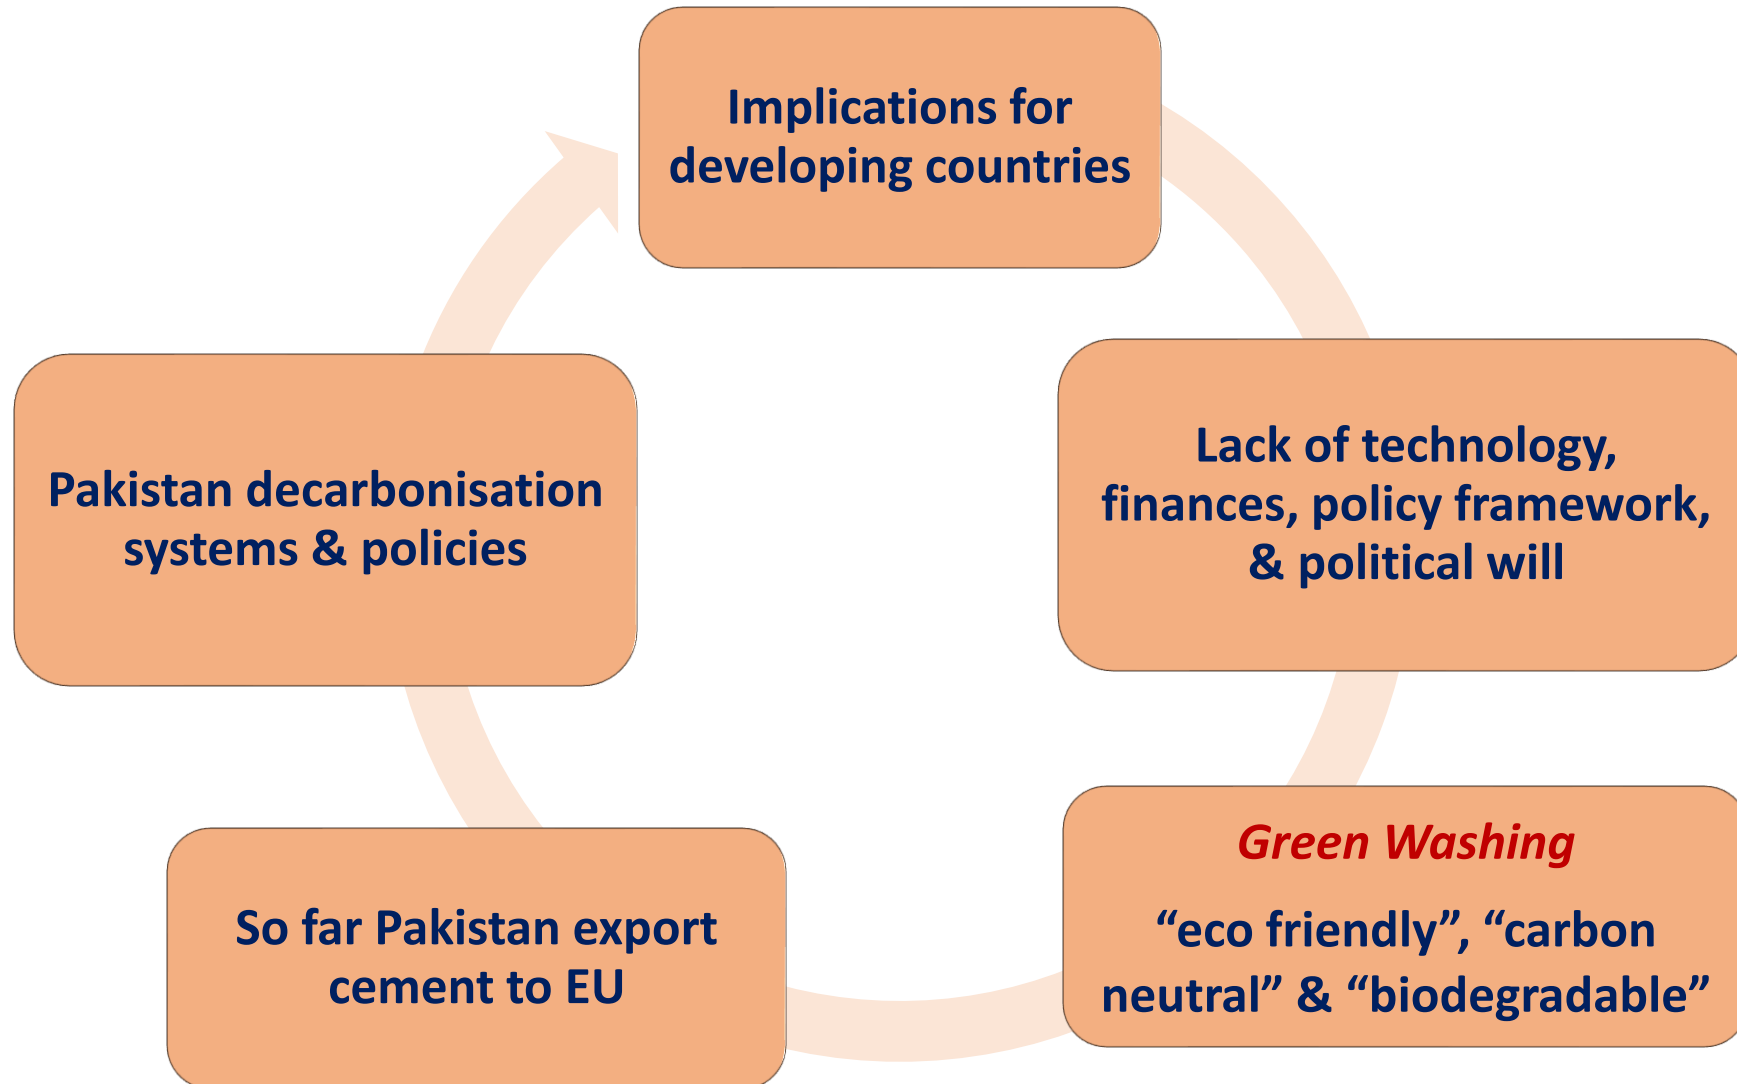 Implications for
developing countries
Lack of technology,
finances, policy framework,
& political will
Green Washing
“eco friendly”, “carbon
neutral” & “biodegradable”
So far Pakistan export
cement to EU
Pakistan decarbonisation
systems & policies